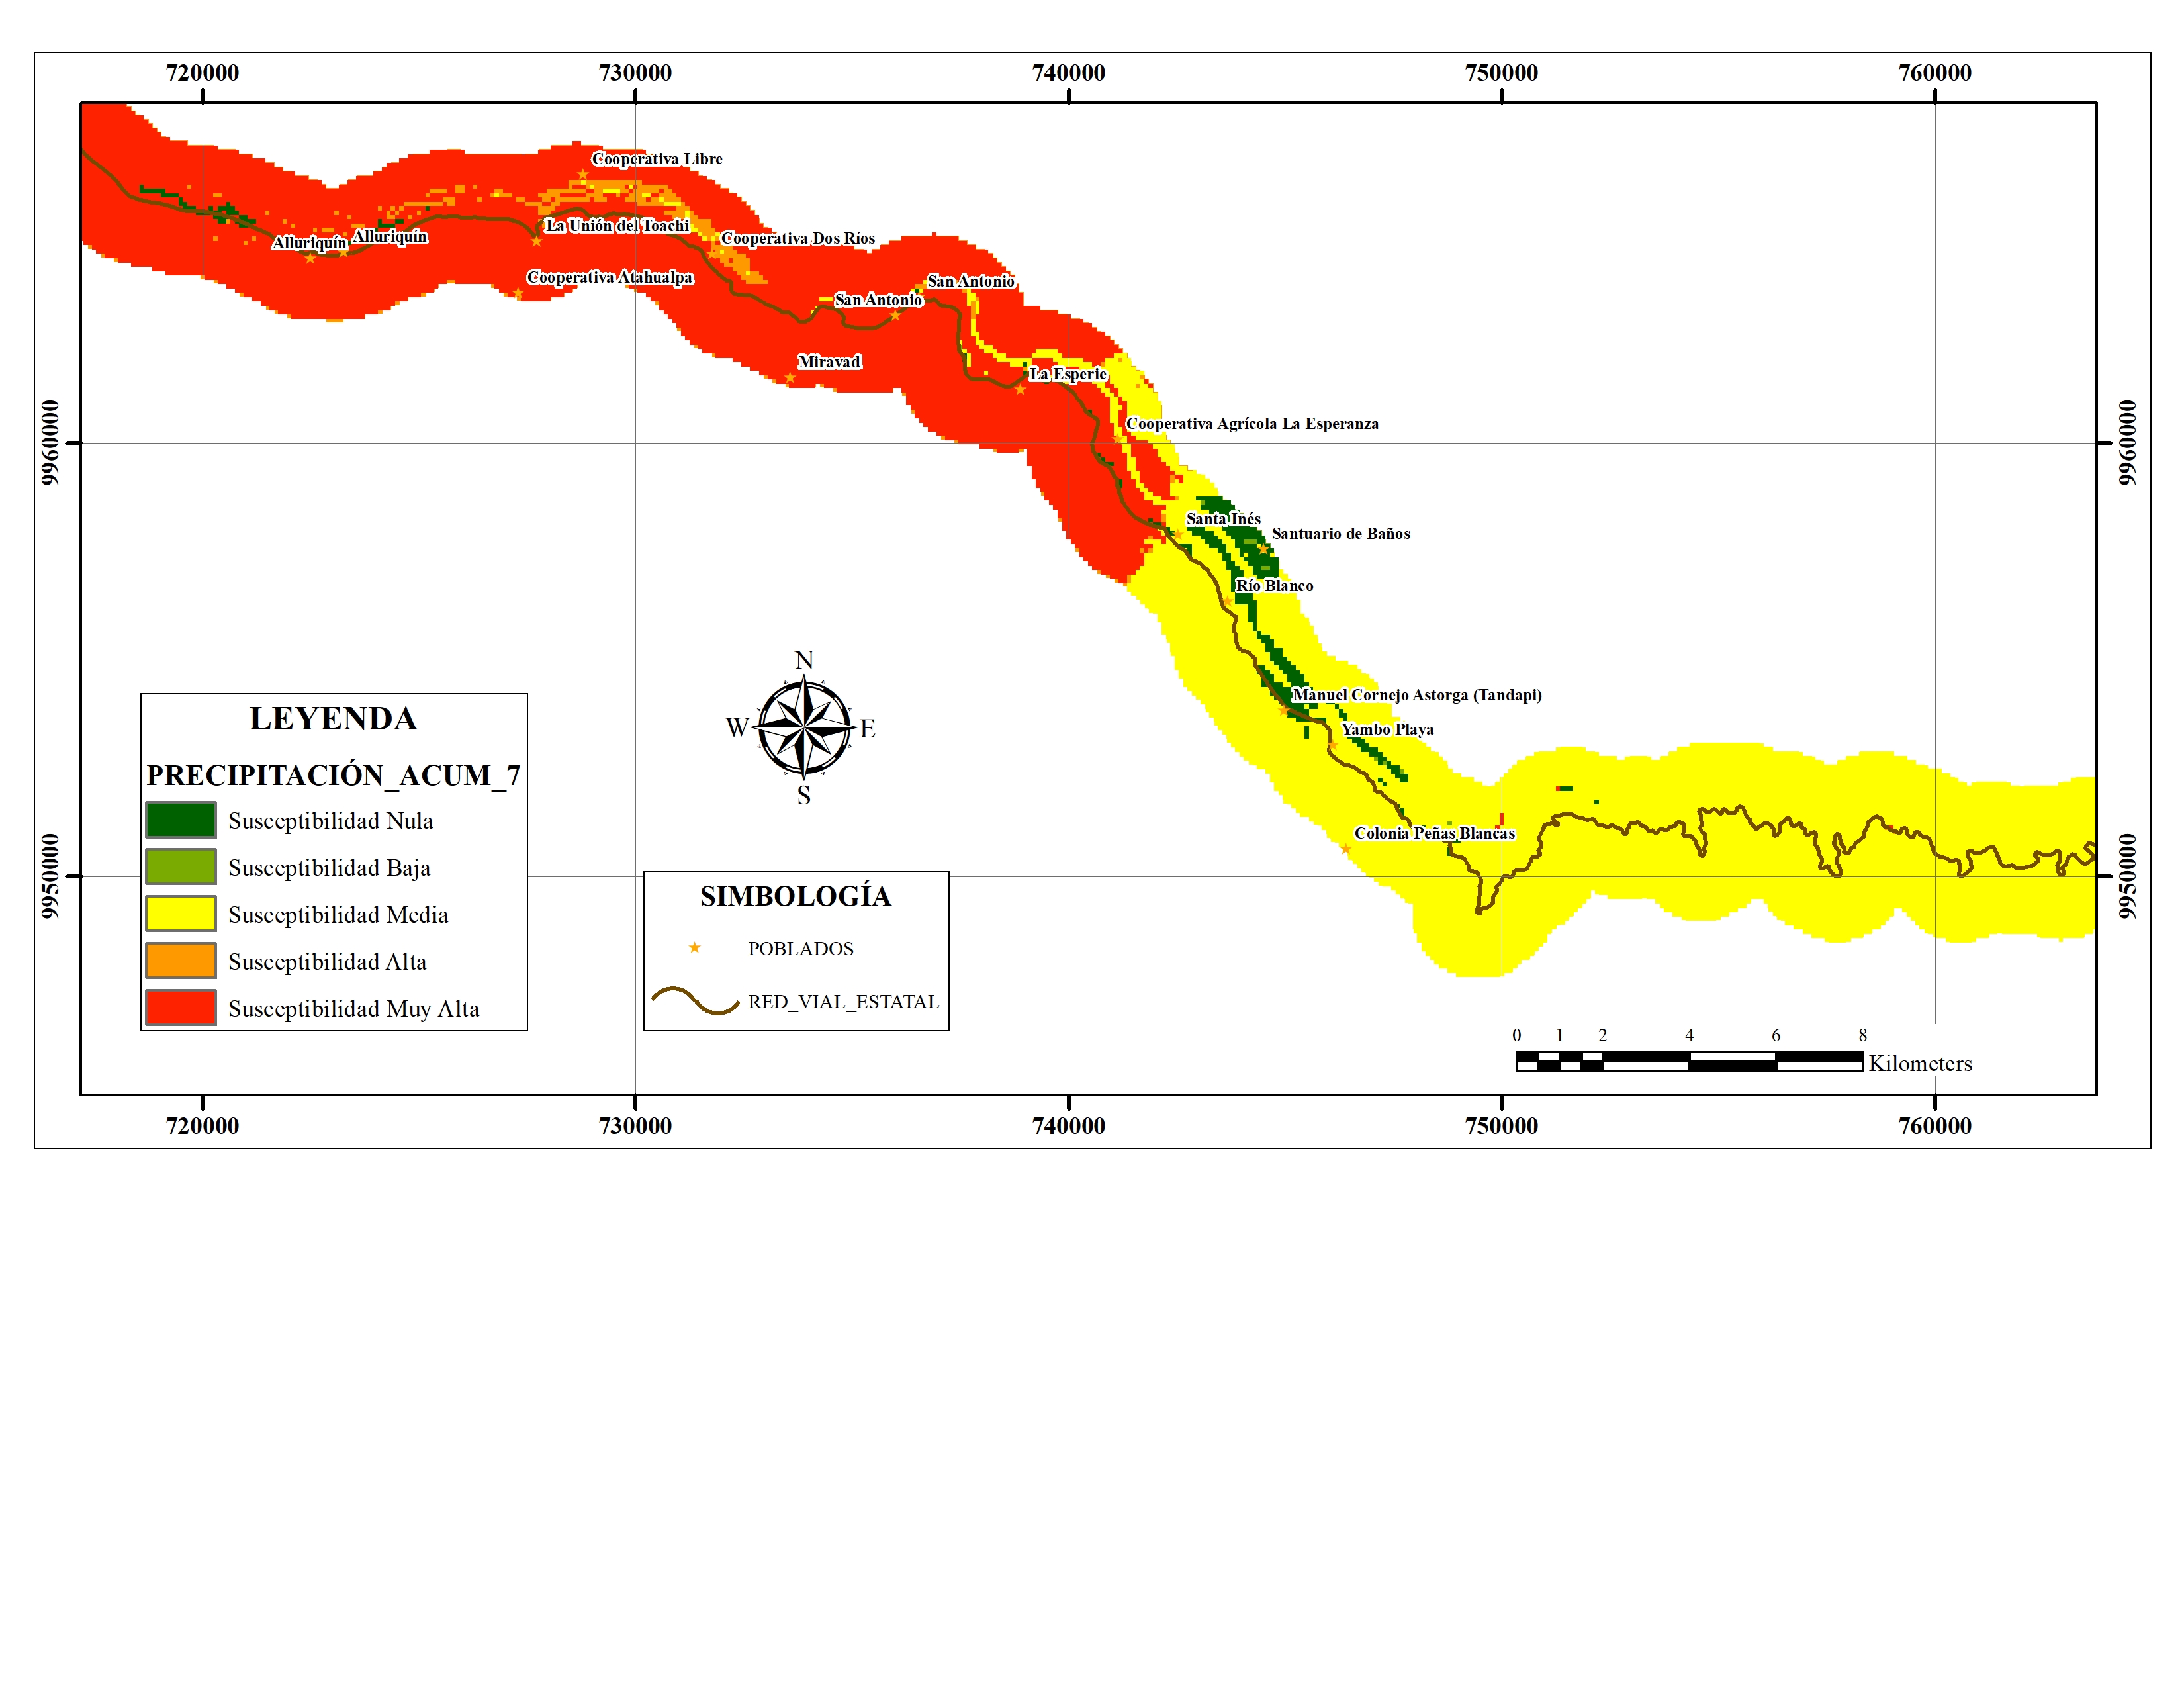 720000 730000 740000 750000 760000
Cooperativa Libre
Alluriquín
Alluriquín
La Unión del Toachi
Cooperativa Dos Ríos
Cooperativa Atahualpa
San Antonio
San Antonio
Miravad
La Esperie
Cooperativa Agrícola La Esperanza
9960000
9960000
Santa Inés
Santuario de Baños
Río Blanco
Manuel Cornejo Astorga (Tandapi)
Yambo Playa
Colonia Peñas Blancas
9950000
9950000
N
W
E
S
LEYENDA
PRECIPITACIÓN_ACUM_7
Susceptibilidad Nula
Susceptibilidad Baja
Susceptibilidad Media
Susceptibilidad Alta
Susceptibilidad Muy Alta
SIMBOLOGÍA
POBLADOS
RED_VIAL_ESTATAL
0 1 2 4 6 8
Kilometers
720000 730000 740000 750000 760000